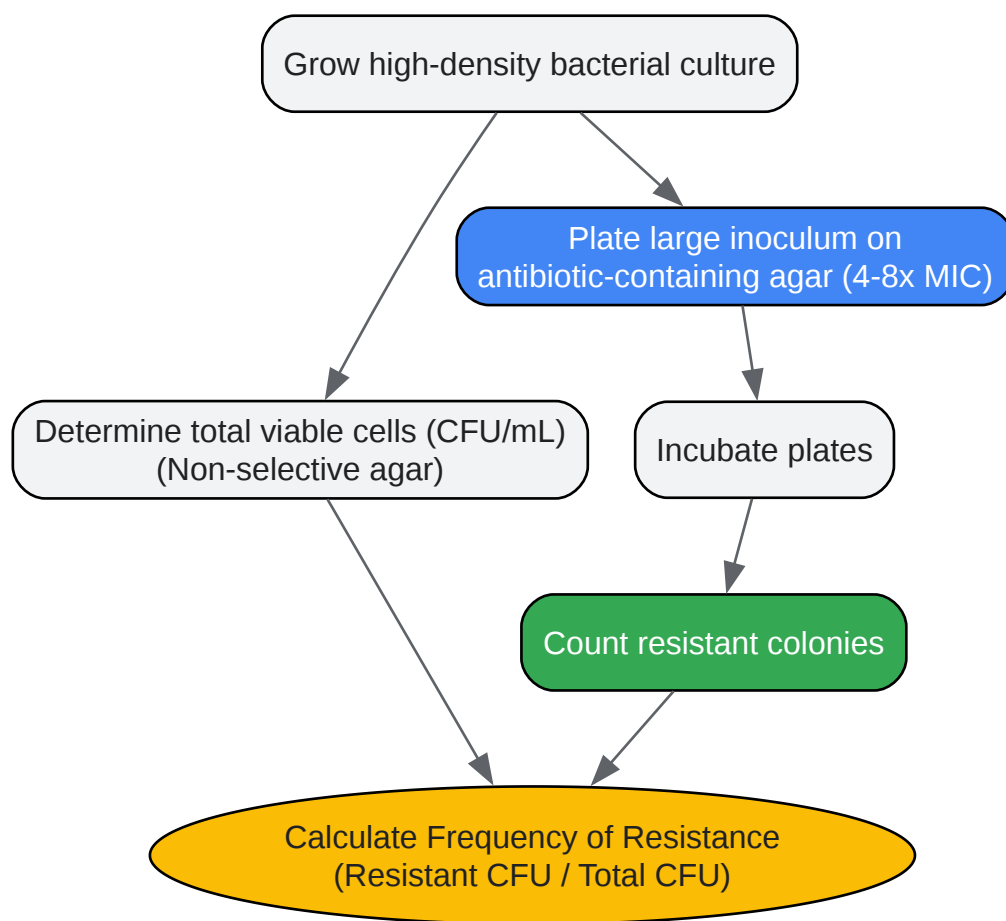 Grow high-density bacterial culture
Plate large inoculum on
antibiotic-containing agar (4-8x MIC)
Determine total viable cells (CFU/mL)
(Non-selective agar)
Incubate plates
Count resistant colonies
Calculate Frequency of Resistance
(Resistant CFU / Total CFU)